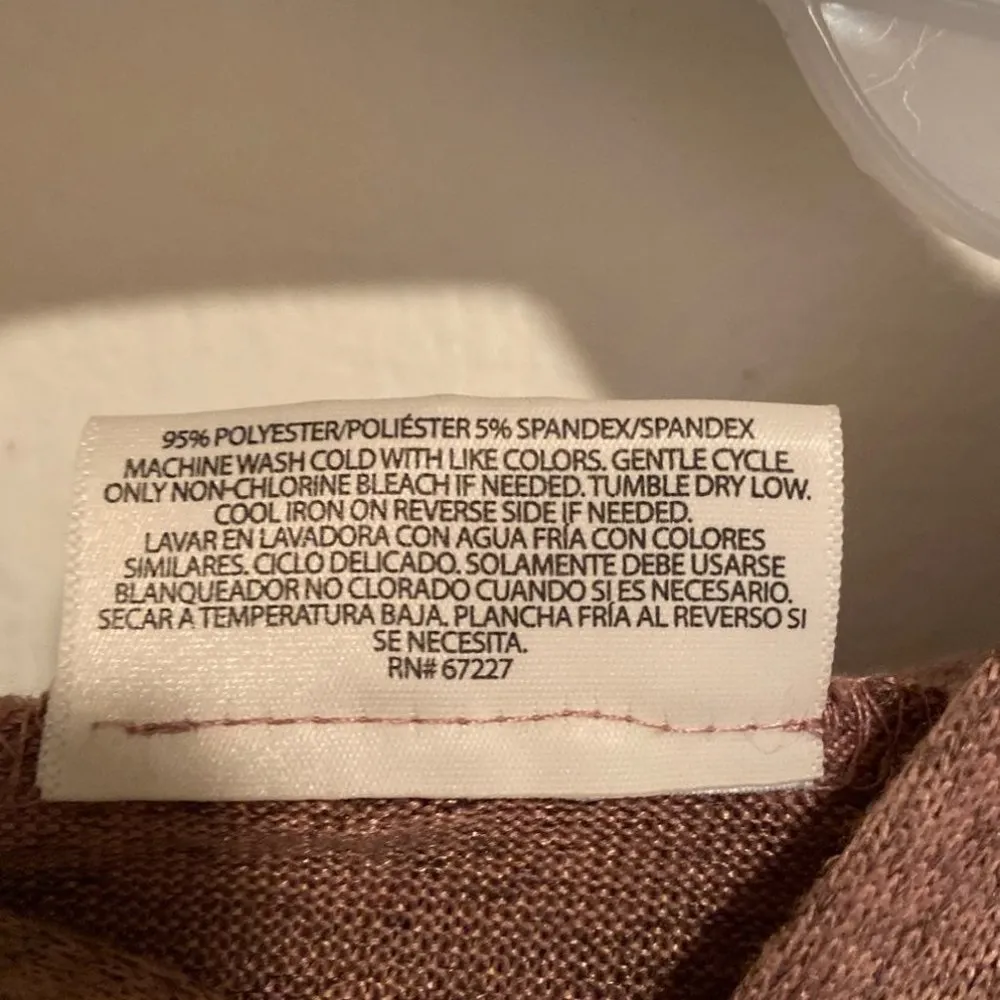 95% POLYESTER/POLIÉSTER 5% SPANDEX/SPANDEX
MACHINE WASH COLD WITH LIKE COLORS. GENTLE CYCLE.
ONLY NON-CHLORINE BLEACH IF NEEDED. TUMBLE DRY LOW.
COOL IRON ON REVERSE SIDE IF NEEDED.
LAVAR EN LAVADORA CON AGUA FRÍA CON COLORES
SIMILARES. CICLO DELICADO. SOLAMENTE DEBE USARSE
BLANQUEADOR NO CLORADO CUANDO SI ES NECESARIO.
SECAR A TEMPERATURA BAJA. PLANCHA FRÍA AL REVERSO SI
SE NECESITA.
RN# 67227